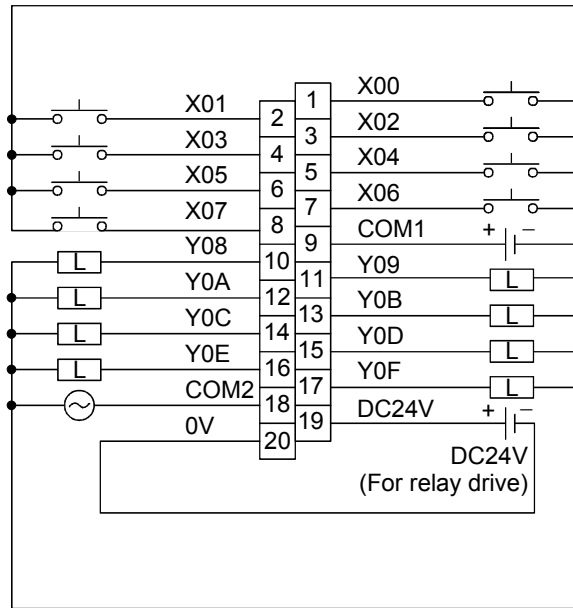 X00
X01
1
2
X02
X03
3
4
X04
X05
5
6
X06
X07
7
8
COM1
+ −
Y08
9
10
L
Y09
Y0A
11
12
L
L
Y0B
Y0C
13
14
L
L
Y0D
Y0E
15
16
L
L
Y0F
COM2
17
18
L
DC24V
+ −
0V
19
20
DC24V
(For relay drive)